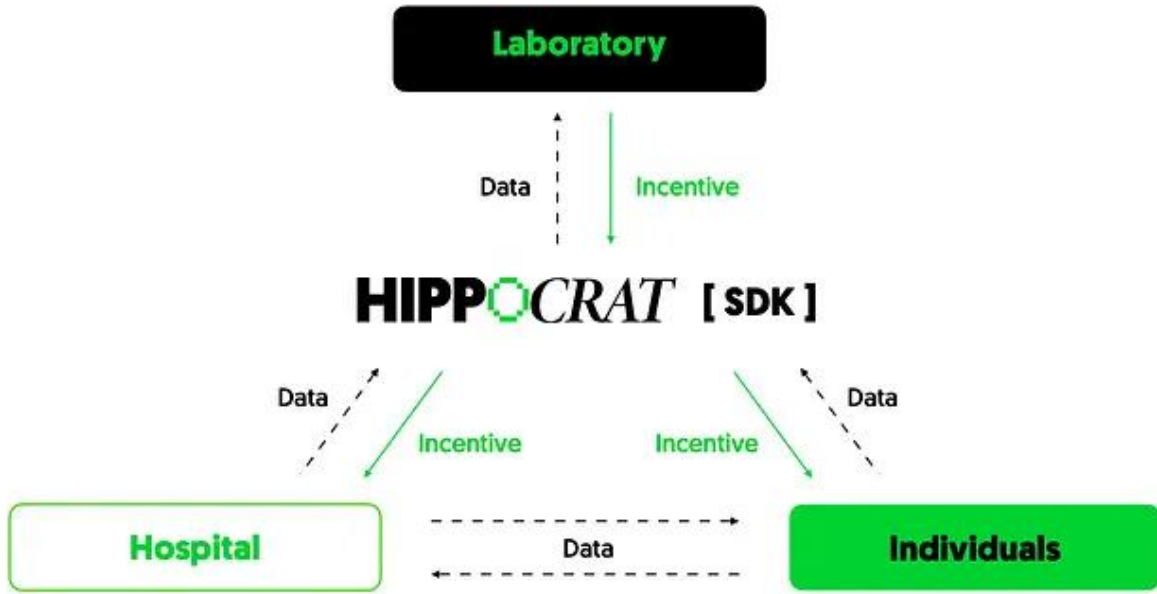 Laboratory
Data
Incentive
HIPPOCRAT [ SDK ]
Data
Data
Incentive
Incentive
Hospital
Data
Individuals